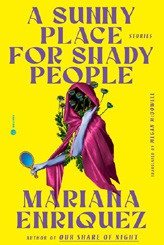 A SUNNY
PLACE
FOR SHADY
PEOPLE
STORIES
TRANSLATED BY MEGAN McDOWELL
MARIANA
ENRIQUEZ
AUTHOR OF OUR SHARE OF NIGHT